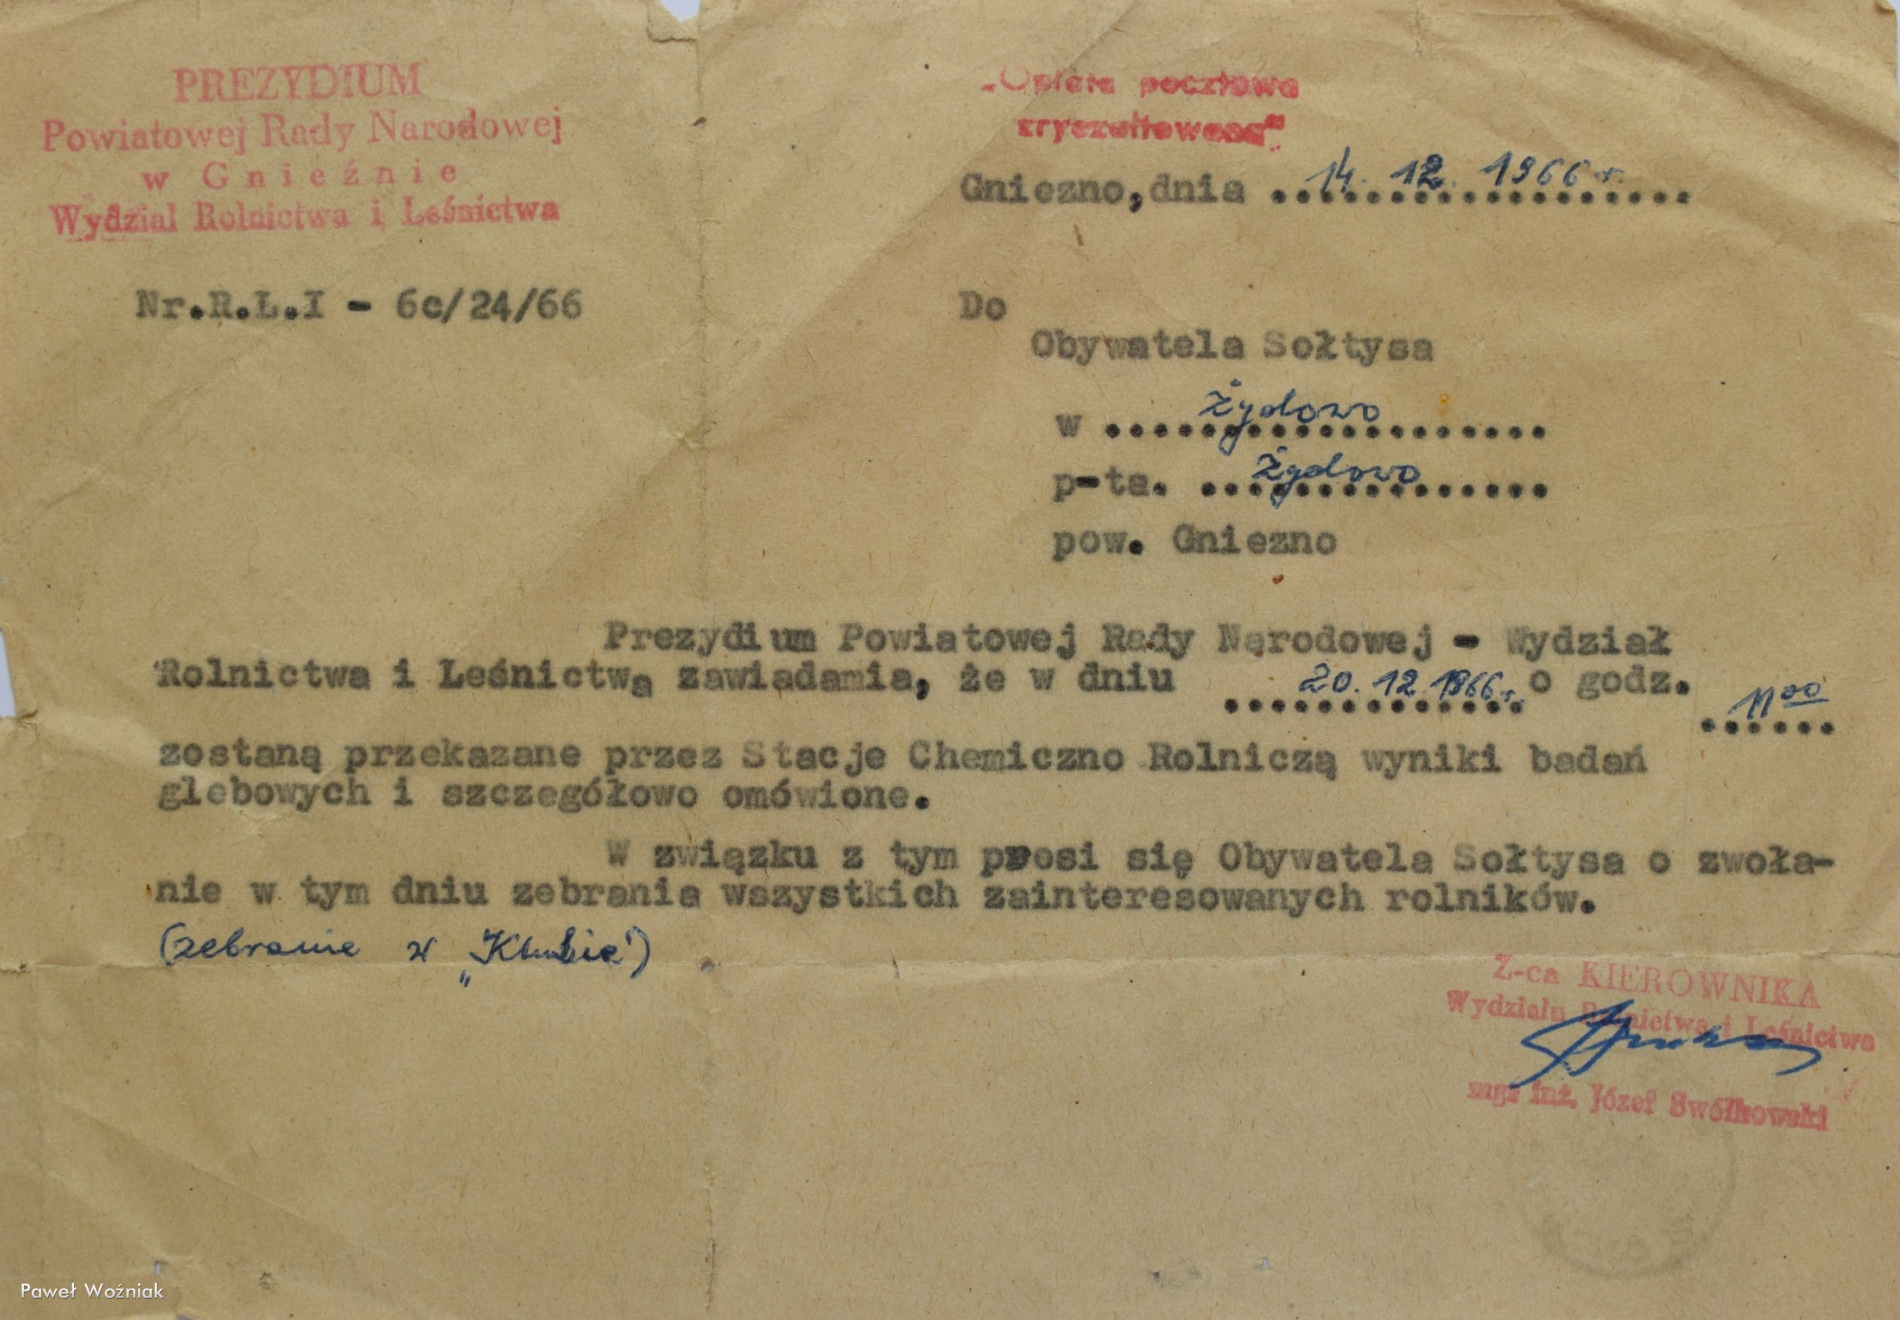 PREZYDIUM
Powiatowej Rady Narodowej
w Gnieźnie
Wydział Rolnictwa i Leśnictwa
„Opłata pocztowa
zryczałtowana”
Gniezno, dnia 14. 12. 1966 r.
Nr.R.L.I - 6c/24/66
Do
Obywatela Sołtysa
w Żydowo
p-ta. Żydowo
pow. Gniezno
Prezydium Powiatowej Rady Narodowej - Wydział
Rolnictwa i Leśnictwa zawiadamia, że w dniu 20. 12. 1966 r. o godz. 11⁰⁰
zostaną przekazane przez Stacje Chemiczno Rolniczą wyniki badań
glebowych i szczegółowo omówione.
W związku z tym prosi się Obywatela Sołtysa o zwoła-
nie w tym dniu zebrania wszystkich zainteresowanych rolników.
(zebranie w „Klubie”)
Z-ca KIEROWNIKA
Wydziału Rolnictwa i Leśnictwa
mgr inż. Józef Swółkowski
Paweł Woźniak